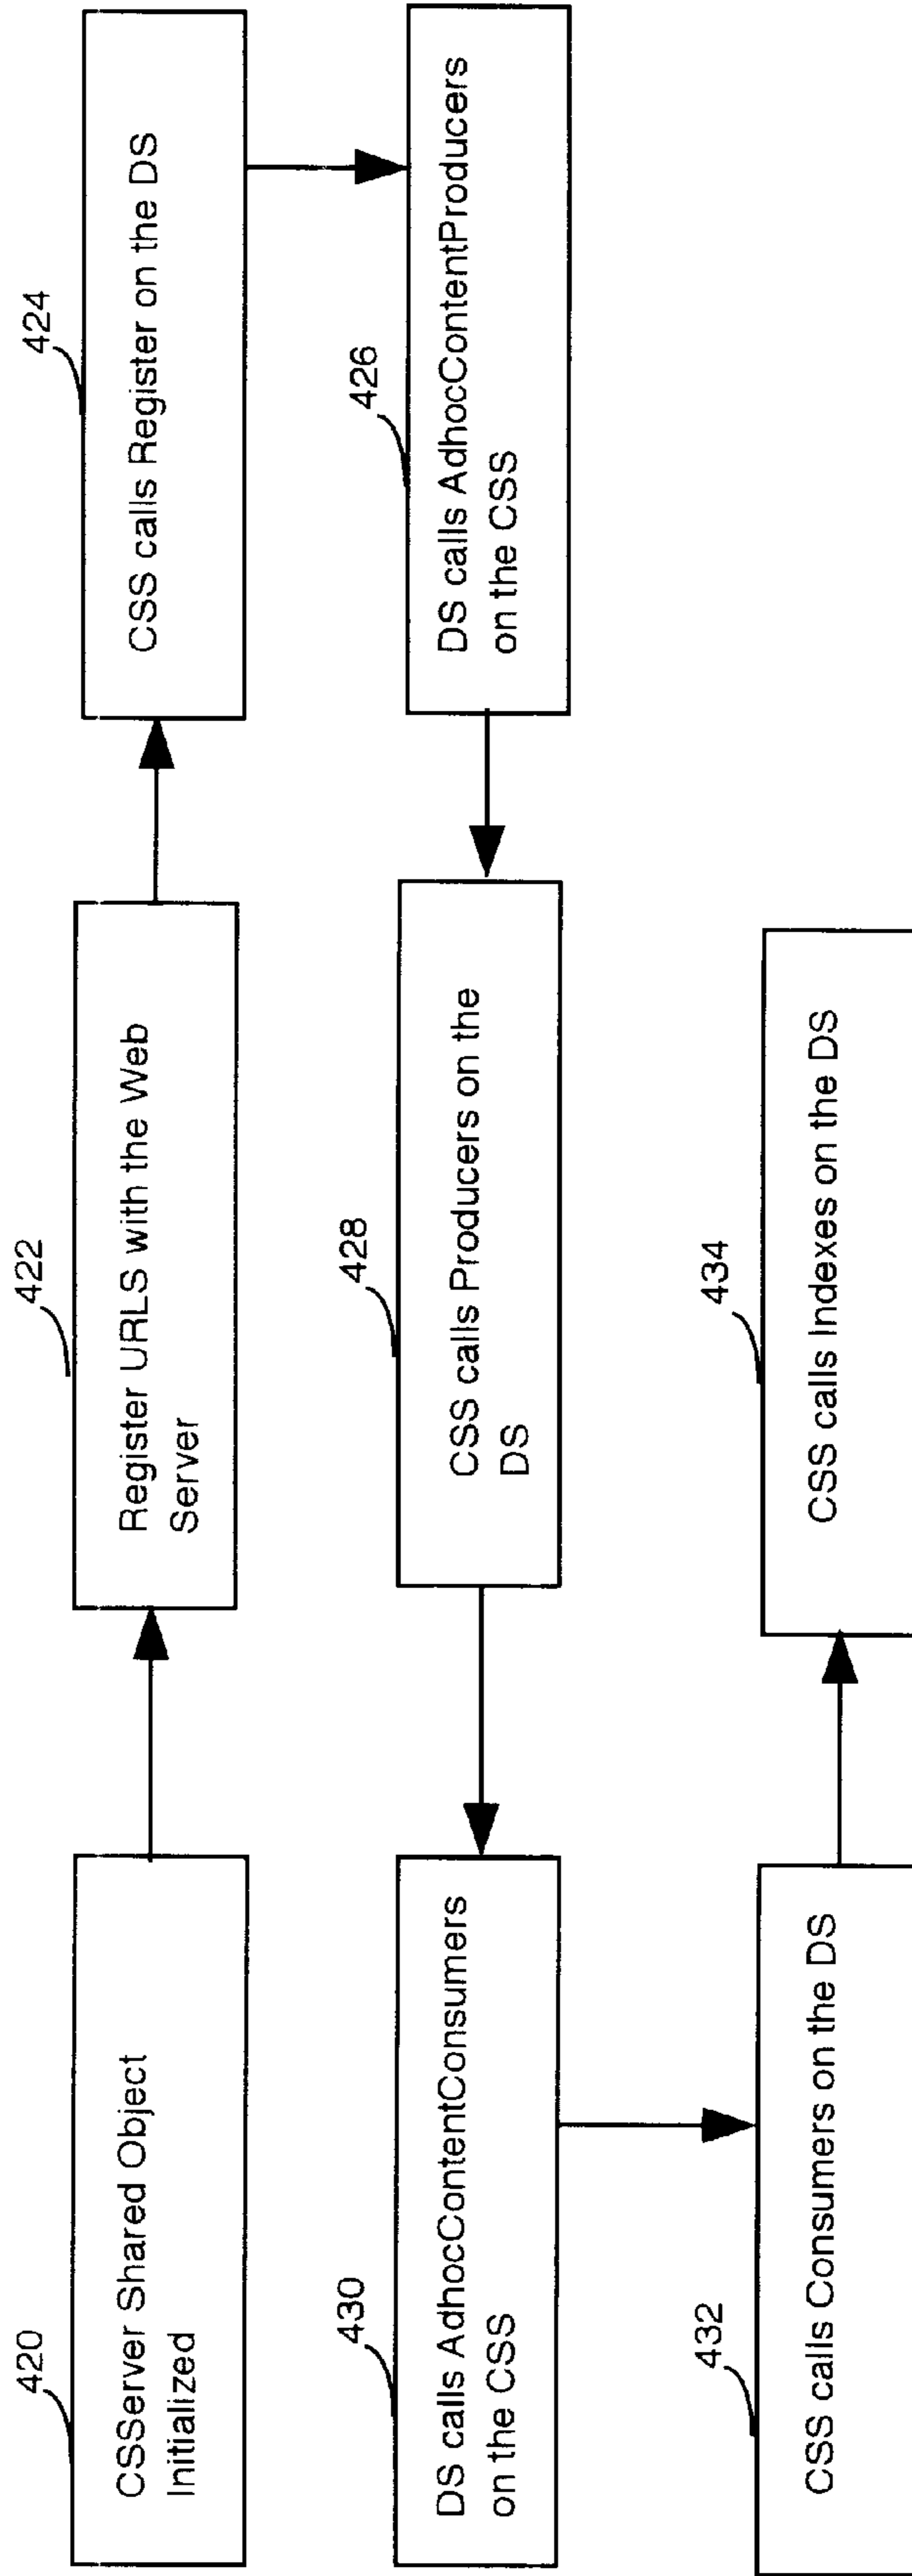 420
CSServer Shared Object
Initialized
422
Register URLS with the Web
Server
424
CSS calls Register on the DS
426
DS calls AdhocContentProducers
on the CSS
428
CSS calls Producers on the
DS
430
DS calls AdhocContentConsumers
on the CSS
432
CSS calls Consumers on the DS
434
CSS calls Indexes on the DS